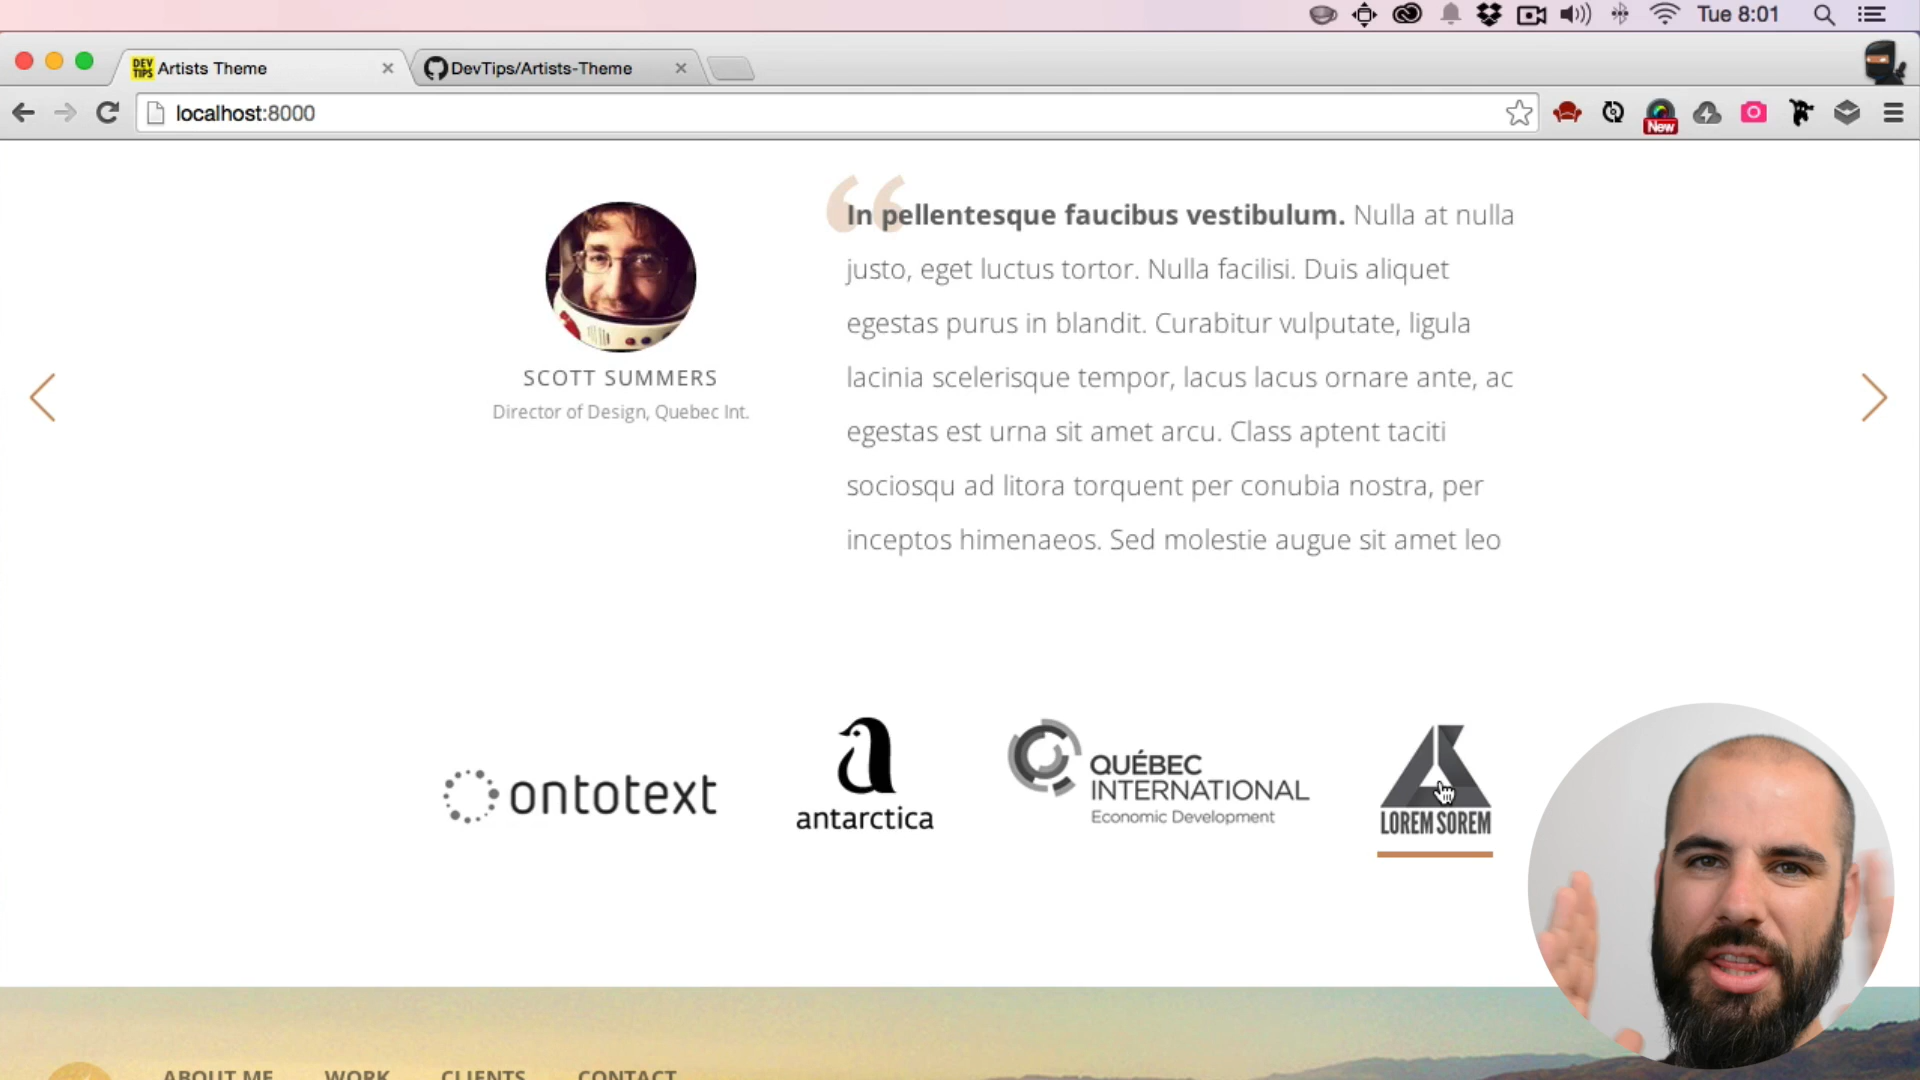 Tue 8:01
DEV TIPS Artists Theme
DevTips/Artists-Theme
localhost:8000
New
“
In pellentesque faucibus vestibulum. Nulla at nulla
justo, eget luctus tortor. Nulla facilisi. Duis aliquet
egestas purus in blandit. Curabitur vulputate, ligula
lacinia scelerisque tempor, lacus lacus ornare ante, ac
egestas est urna sit amet arcu. Class aptent taciti
sociosqu ad litora torquent per conubia nostra, per
inceptos himenaeos. Sed molestie augue sit amet leo
SCOTT SUMMERS
Director of Design, Quebec Int.
ontotext
antarctica
QUÉBEC
INTERNATIONAL
Economic Development
LOREM SOREM
ABOUT ME WORK CLIENTS CONTACT